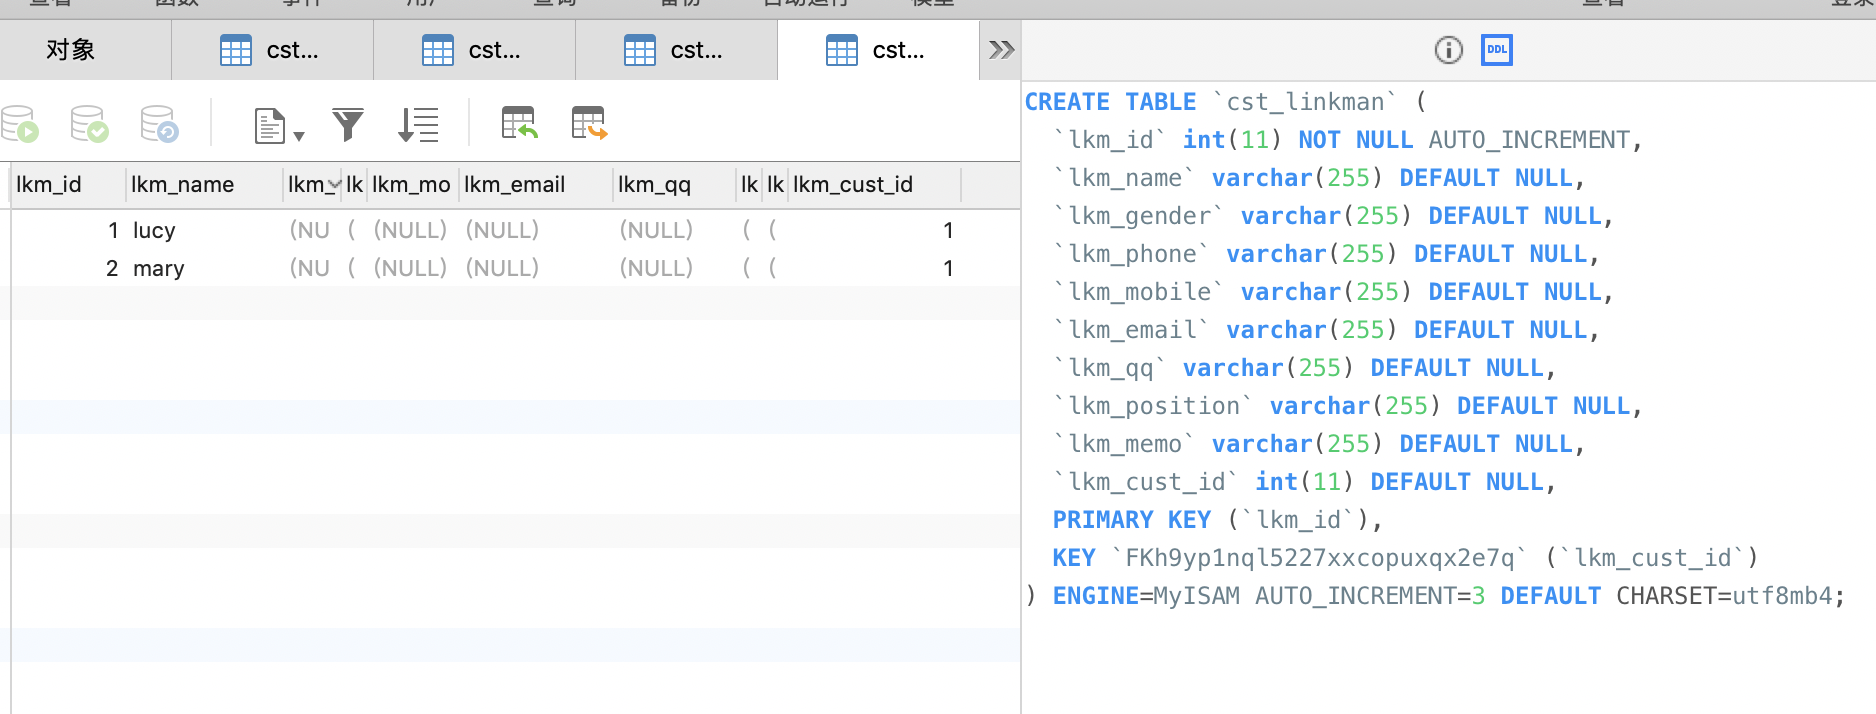 对象 cst... cst... cst... cst...
DDL
lkm_id lkm_name lkm_ lk lkm_mo lkm_email lkm_qq lk lk lkm_cust_id
1 lucy (NU ( (NULL) (NULL) (NULL) ( ( 1
2 mary (NU ( (NULL) (NULL) (NULL) ( ( 1
CREATE TABLE `cst_linkman` (
`lkm_id` int(11) NOT NULL AUTO_INCREMENT,
`lkm_name` varchar(255) DEFAULT NULL,
`lkm_gender` varchar(255) DEFAULT NULL,
`lkm_phone` varchar(255) DEFAULT NULL,
`lkm_mobile` varchar(255) DEFAULT NULL,
`lkm_email` varchar(255) DEFAULT NULL,
`lkm_qq` varchar(255) DEFAULT NULL,
`lkm_position` varchar(255) DEFAULT NULL,
`lkm_memo` varchar(255) DEFAULT NULL,
`lkm_cust_id` int(11) DEFAULT NULL,
PRIMARY KEY (`lkm_id`),
KEY `FKh9yp1nql5227xxcopuxqx2e7q` (`lkm_cust_id`)
) ENGINE=MyISAM AUTO_INCREMENT=3 DEFAULT CHARSET=utf8mb4;